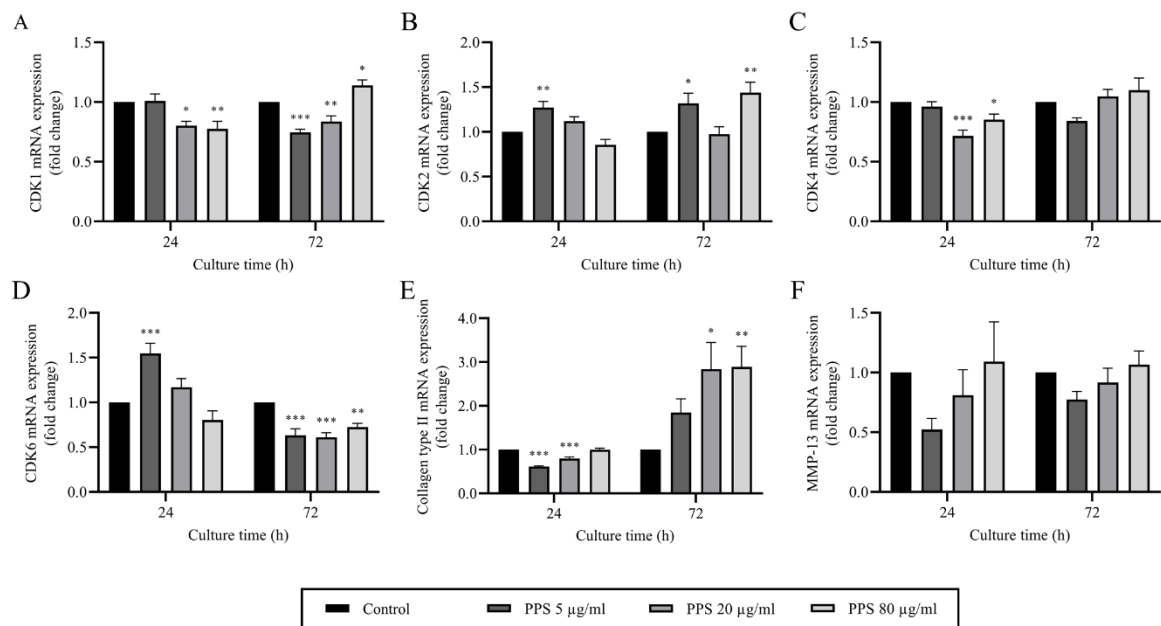 A
CDK1 mRNA expression
(fold change)
1.5
1.0
0.5
0.0
*
**
***
**
*
24
72
Culture time (h)
B
CDK2 mRNA expression
(fold change)
2.0
1.5
1.0
0.5
0.0
**
*
**
24
72
Culture time (h)
C
CDK4 mRNA expression
(fold change)
1.5
1.0
0.5
0.0
***
*
24
72
Culture time (h)
D
CDK6 mRNA expression
(fold change)
2.0
1.5
1.0
0.5
0.0
***
***
***
**
24
72
Culture time (h)
E
Collagen type II mRNA expression
(fold change)
4.0
3.0
2.0
1.0
0.0
***
***
*
**
24
72
Culture time (h)
F
MMP-13 mRNA expression
(fold change)
1.5
1.0
0.5
0.0
24
72
Culture time (h)
Control
PPS 5 µg/ml
PPS 20 µg/ml
PPS 80 µg/ml